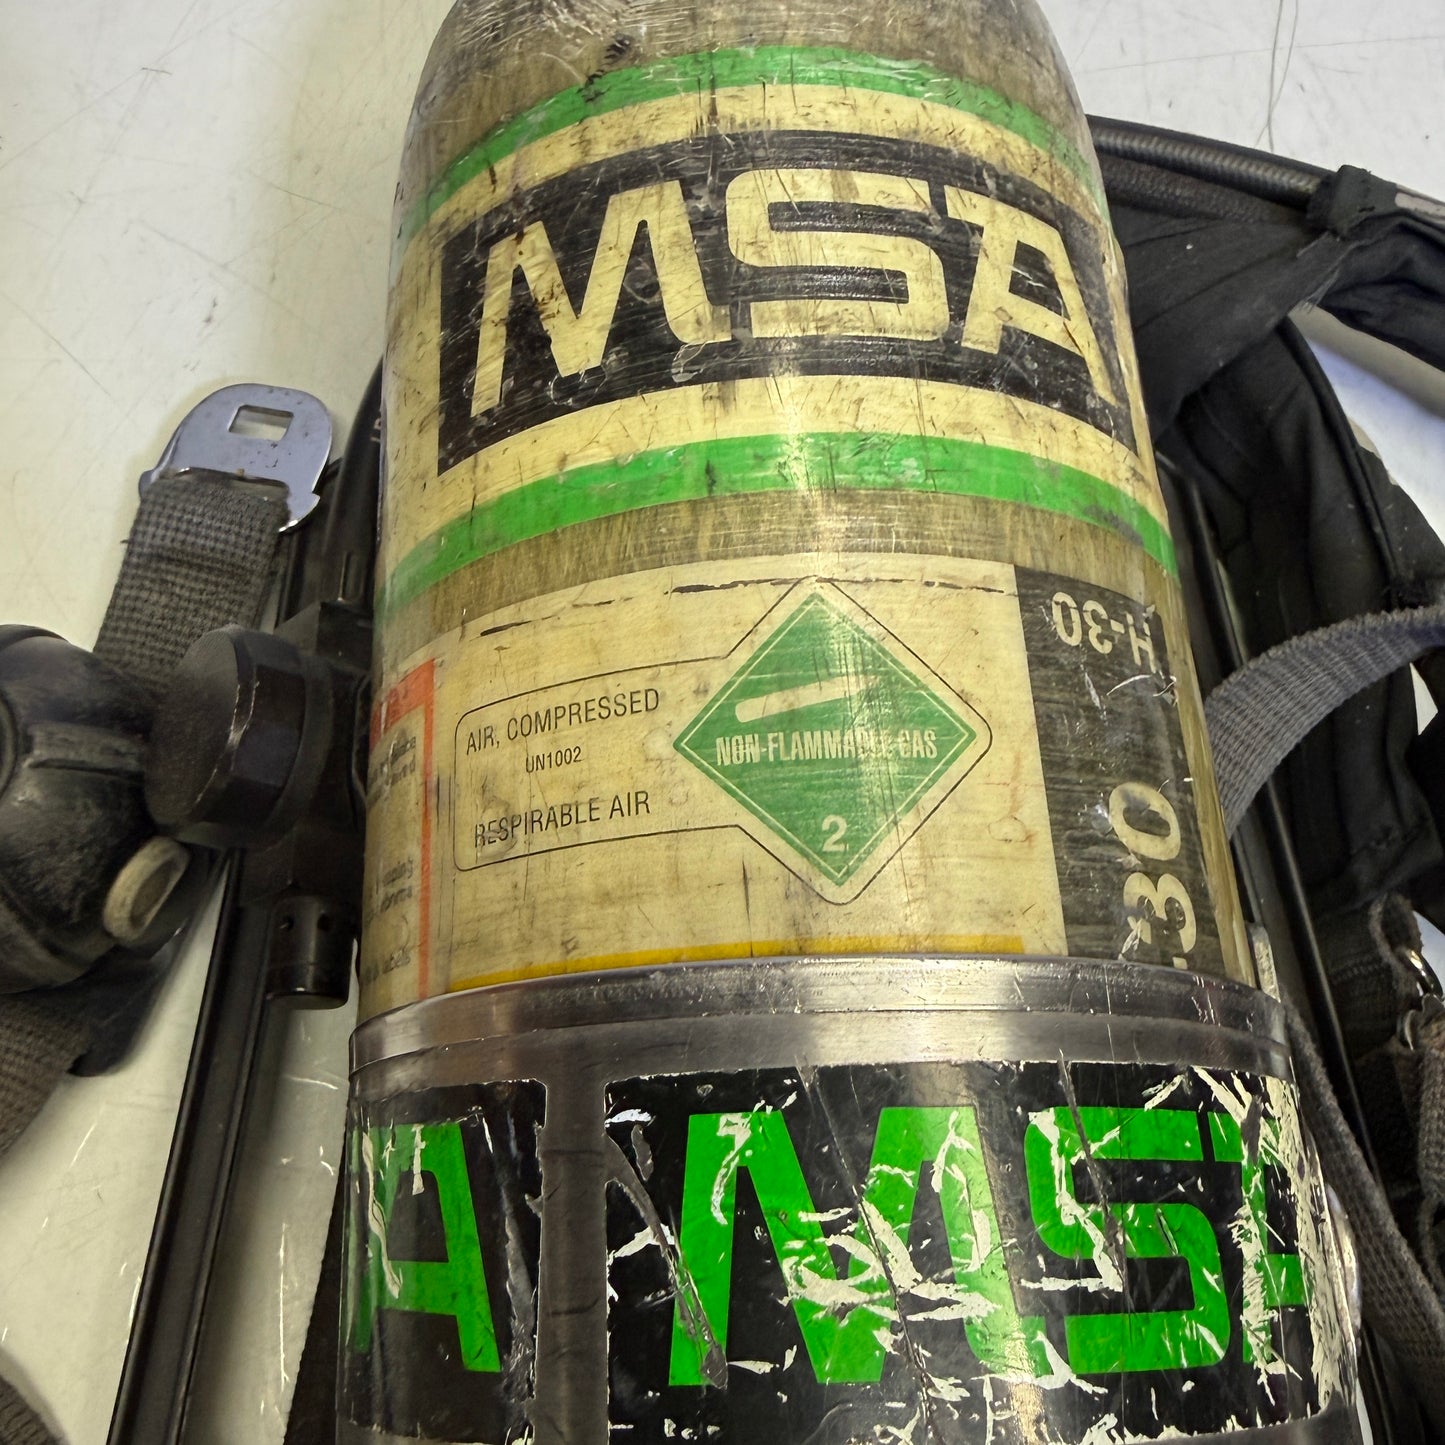 MSA
H-30
AIR, COMPRESSED
UN1002
RESPIRABLE AIR
NON-FLAMMABLE GAS
2
-30
A MSA